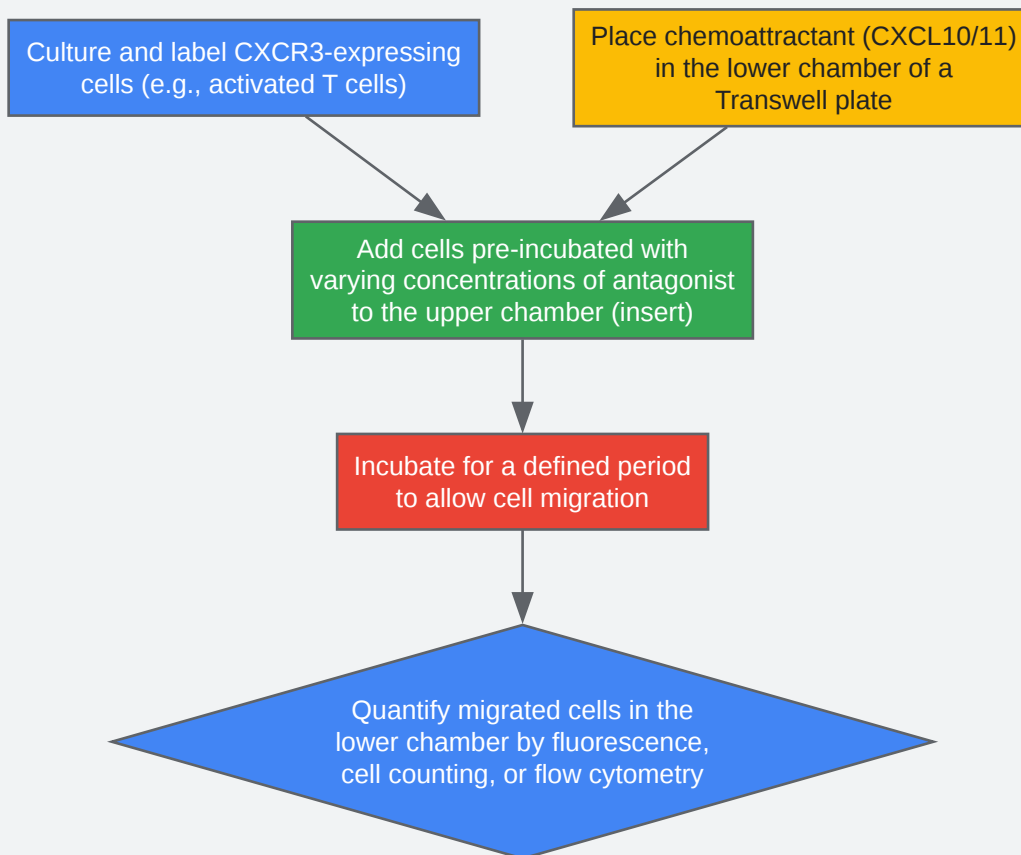 Culture and label CXCR3-expressing
cells (e.g., activated T cells)
Place chemoattractant (CXCL10/11)
in the lower chamber of a
Transwell plate
Add cells pre-incubated with
varying concentrations of antagonist
to the upper chamber (insert)
Incubate for a defined period
to allow cell migration
Quantify migrated cells in the
lower chamber by fluorescence,
cell counting, or flow cytometry